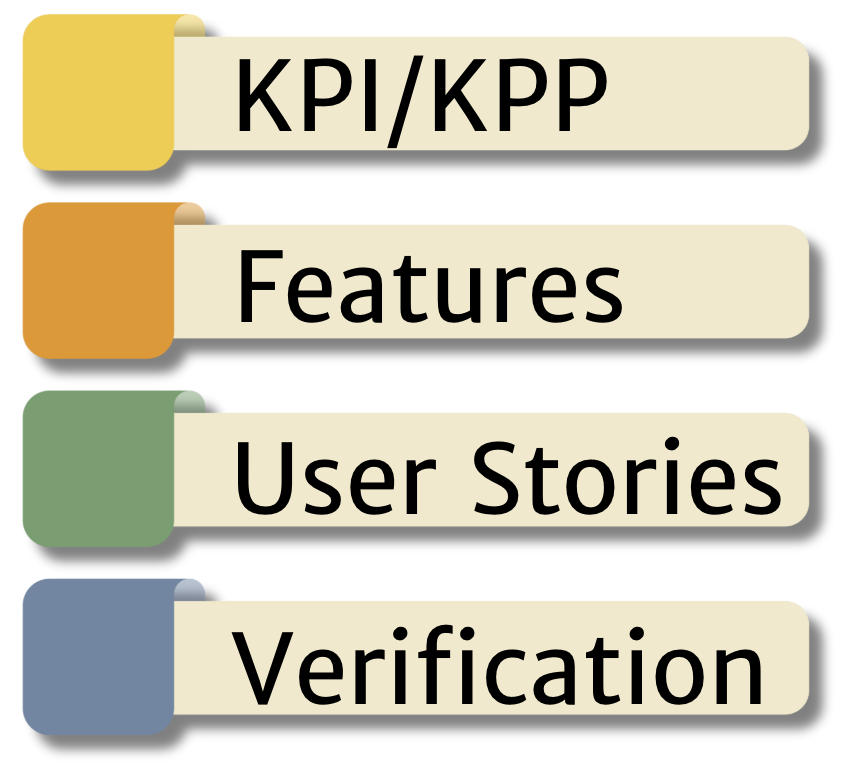 KPI/KPP
Features
User Stories
Verification